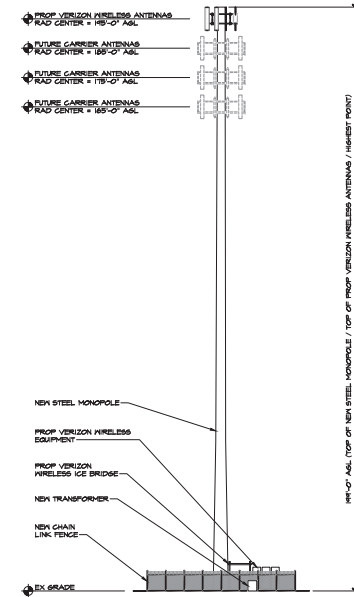 PROP VERIZON WIRELESS ANTENNAS
RAD CENTER = 195'-0" AGL
FUTURE CARRIER ANTENNAS
RAD CENTER = 185'-0" AGL
FUTURE CARRIER ANTENNAS
RAD CENTER = 175'-0" AGL
FUTURE CARRIER ANTENNAS
RAD CENTER = 165'-0" AGL
NEW STEEL MONOPOLE
PROP VERIZON WIRELESS
EQUIPMENT
PROP VERIZON
WIRELESS ICE BRIDGE
NEW TRANSFORMER
NEW CHAIN
LINK FENCE
EX GRADE
199'-0" AGL (TOP OF NEW STEEL MONOPOLE / TOP OF PROP VERIZON WIRELESS ANTENNAS / HIGHEST POINT)